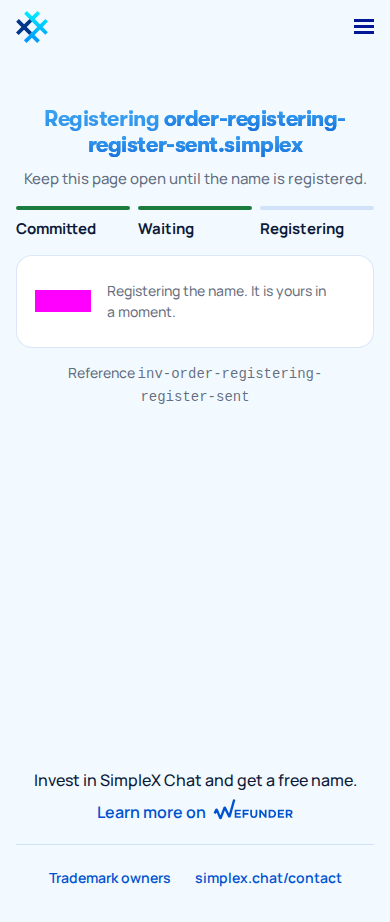 Registering order-registering-
register-sent.simplex
Keep this page open until the name is registered.
Committed Waiting Registering
Registering the name. It is yours in
a moment.
Reference inv-order-registering-
register-sent
Invest in SimpleX Chat and get a free name.
Learn more on WEFUNDER
Trademark owners simplex.chat/contact